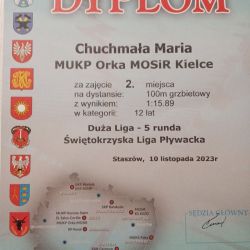 DYPLOM
Chuchmała Maria
MUKP Orka MOSiR Kielce
za zajęcie 2. miejsca
na dystansie: 100m grzbietowy
z wynikiem: 1:15.89
w kategorii: 12 lat
Duża Liga - 5 runda
Świętokrzyska Liga Pływacka
Staszów, 10 listopada 2023r
SĘDZIA GŁÓWNY